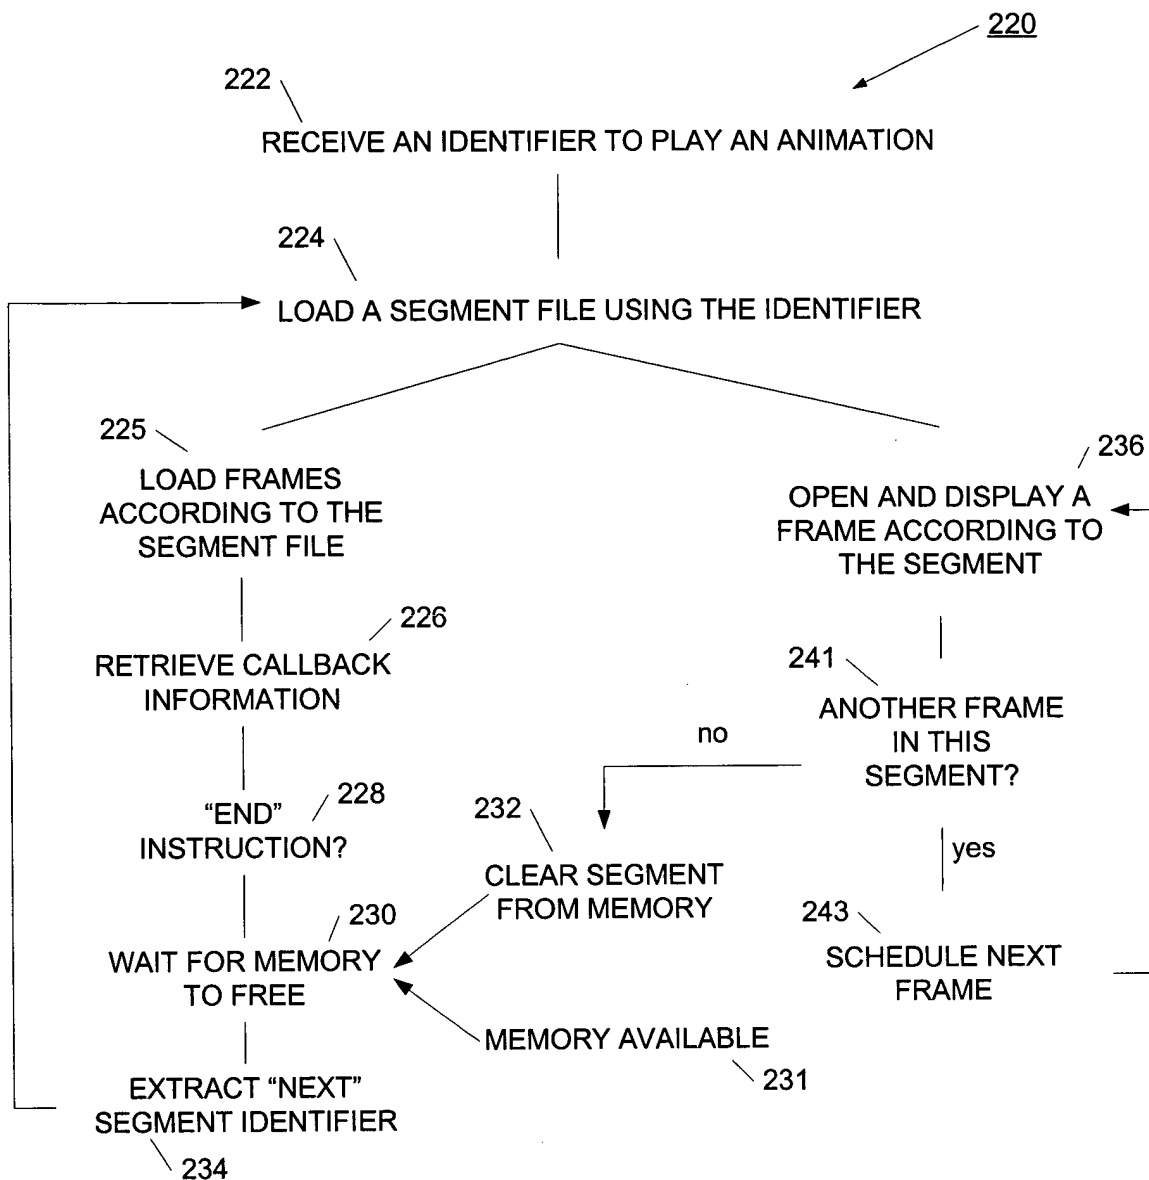 220
222
RECEIVE AN IDENTIFIER TO PLAY AN ANIMATION
224
LOAD A SEGMENT FILE USING THE IDENTIFIER
225
LOAD FRAMES
ACCORDING TO THE
SEGMENT FILE
236
OPEN AND DISPLAY A
FRAME ACCORDING TO
THE SEGMENT
226
RETRIEVE CALLBACK
INFORMATION
241
ANOTHER FRAME
IN THIS
SEGMENT?
no
yes
228
“END”
INSTRUCTION?
232
CLEAR SEGMENT
FROM MEMORY
230
WAIT FOR MEMORY
TO FREE
243
SCHEDULE NEXT
FRAME
MEMORY AVAILABLE
231
EXTRACT “NEXT”
SEGMENT IDENTIFIER
234